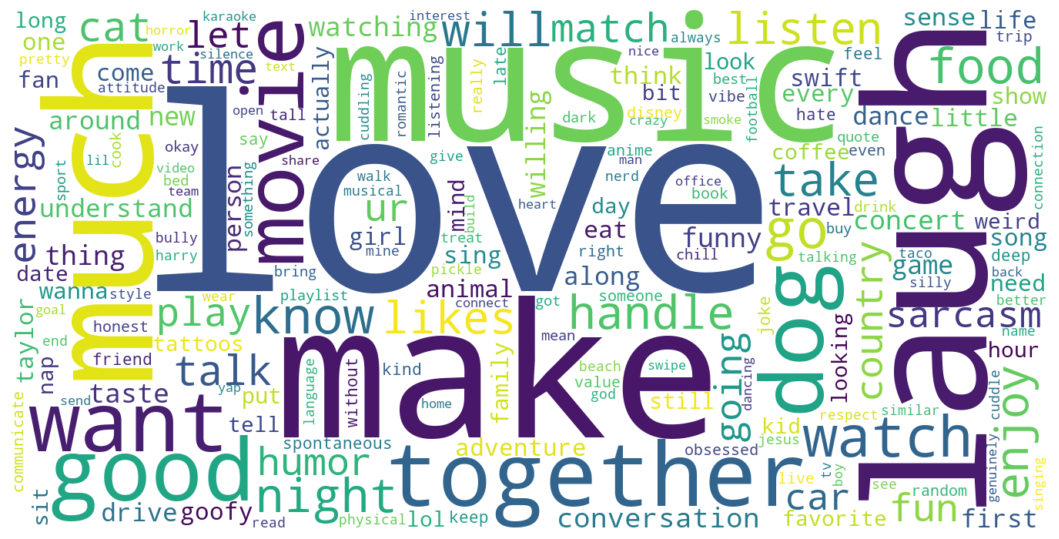 long
karaoke
horror
work
silence
pretty
one
fan
cat
come
attitude
let
time
around
new
open
tall
say
okay
lil
cook
video
bed
team
sport
share
movie
actually
person
something
much
energy
understand
thing
bully
harry
date
bring
wanna
style
wear
playlist
goal
end
honest
friend
tattoos
taylor
nap
play
know
watching
interest
will
match
always
listen
text
cuddling
romantic
listening
really
late
music
nice
look
think
bit
best
vibe
disney
crazy
dark
smoke
football
sense
life
trip
feel
swift
every
hate
show
dance
little
quote
even
food
connection
love
walk
musical
mine
ur
girl
give
sing
treat
pickle
build
mind
heart
willing
anime
man
nerd
day
eat
right
along
office
book
funny
chill
coffee
take
travel
go
concert
drink
buy
weird
talking
song
deep
taco
back
game
need
silly
better
laugh
animal
connect
got
someone
likes
handle
mean
make
dog
joke
looking
country
sarcasm
name
hour
talk
taste
put
yap
send
language
without
kind
home
family
beach
value
god
swipe
still
going
dancing
kid
jesus
respect
similar
enjoy
cuddle
genuinely
want
tell
spontaneous
adventure
obsessed
watch
communicate
good
humor
night
together
live
tv
boy
see
car
random
fun
singing
sit
drive
goofy
read
physical
lol
keep
conversation
favorite
first